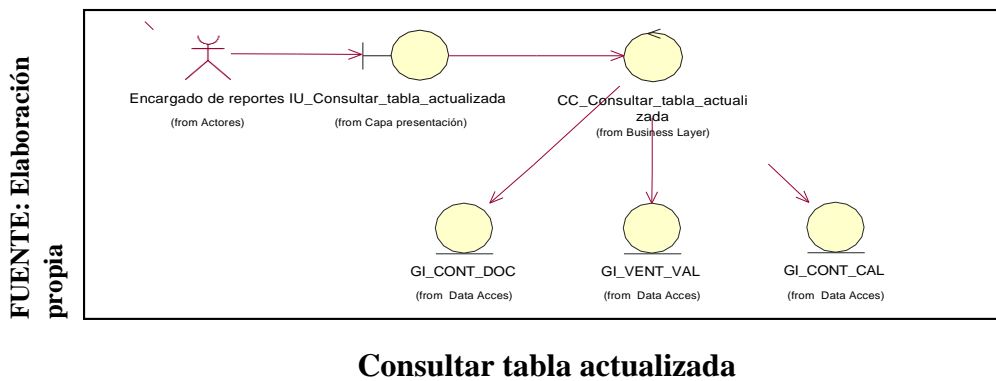 FUENTE: Elaboración
propia
Encargado de reportes
(from Actores)
IU_Consultar_tabla_actualizada
(from Capa presentación)
CC_Consultar_tabla_actuali
zada
(from Business Layer)
GI_CONT_DOC
(from Data Acces)
GI_VENT_VAL
(from Data Acces)
GI_CONT_CAL
(from Data Acces)
Consultar tabla actualizada